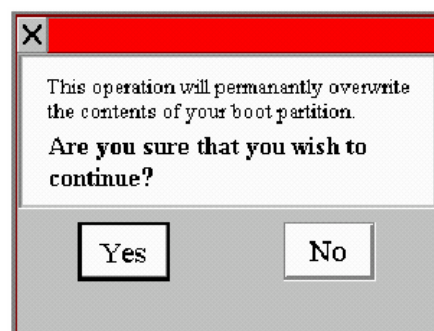 This operation will permanantly overwrite
the contents of your boot partition.
Are you sure that you wish to
continue?
Yes No